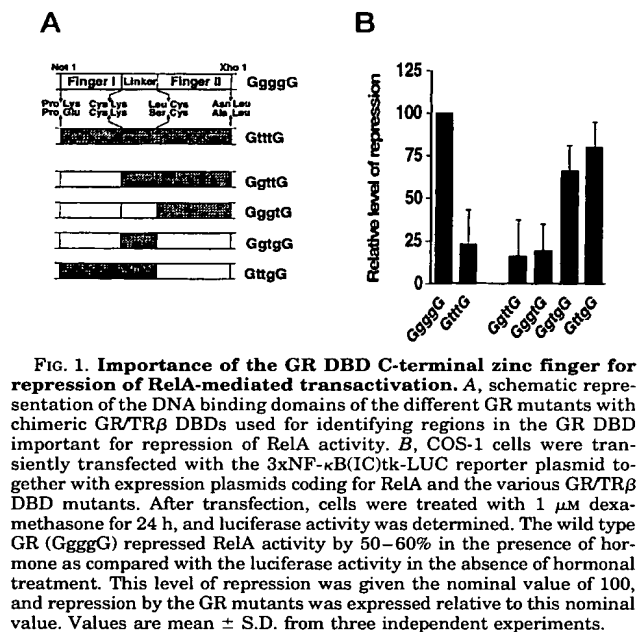 A
Not 1 Xho 1
Finger I Linker Finger II GggggG
Pro Lys Cys Lys Leu Cys Asn Leu
Pro Glu Cys Lys Ser Cys Ala Leu
GtttG
GgttG
GggtG
GgtgG
GttgG
B
Relative level of repression
125
100
75
50
25
0
GggggG GtttG GgttG GggtG GgtgG GttgG
FIG. 1. Importance of the GR DBD C-terminal zinc finger for
repression of RelA-mediated transactivation. A, schematic repre-
sentation of the DNA binding domains of the different GR mutants with
chimeric GR/TRβ DBDs used for identifying regions in the GR DBD
important for repression of RelA activity. B, COS-1 cells were tran-
siently transfected with the 3xNF-κB(IC)tk-LUC reporter plasmid to-
gether with expression plasmids coding for RelA and the various GR/TRβ
DBD mutants. After transfection, cells were treated with 1 μM dexa-
methasone for 24 h, and luciferase activity was determined. The wild type
GR (GggggG) repressed RelA activity by 50–60% in the presence of hor-
mone as compared with the luciferase activity in the absence of hormonal
treatment. This level of repression was given the nominal value of 100,
and repression by the GR mutants was expressed relative to this nominal
value. Values are mean ± S.D. from three independent experiments.